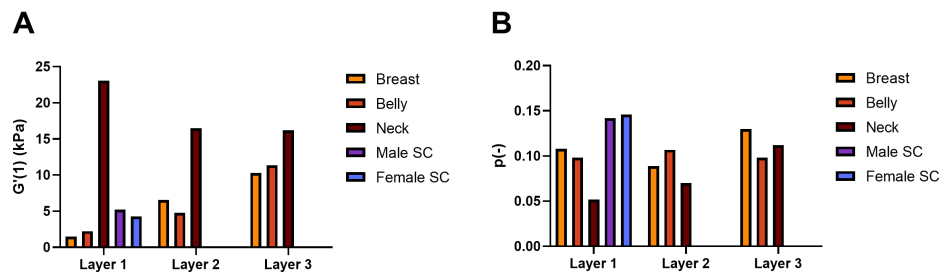 A
G'(1) (kPa)
25
20
15
10
5
0
Layer 1
Layer 2
Layer 3
Breast
Belly
Neck
Male SC
Female SC
B
p(-)
0.20
0.15
0.10
0.05
0.00
Layer 1
Layer 2
Layer 3
Breast
Belly
Neck
Male SC
Female SC